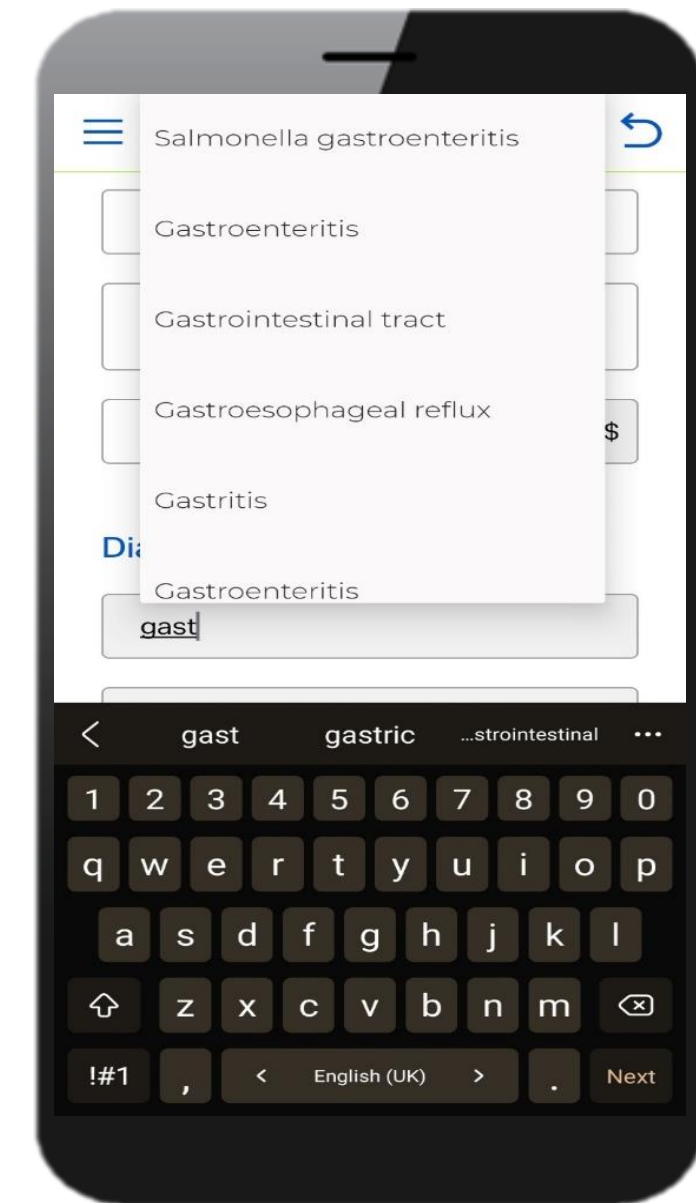 Salmonella gastroenteritis
Gastroenteritis
Gastrointestinal tract
Gastroesophageal reflux
$
Gastritis
Dia
Gastroenteritis
gast
gast gastric ...strointestinal ...
1 2 3 4 5 6 7 8 9 0
q w e r t y u i o p
a s d f g h j k l
z x c v b n m
!#1 , < English (UK) > . Next